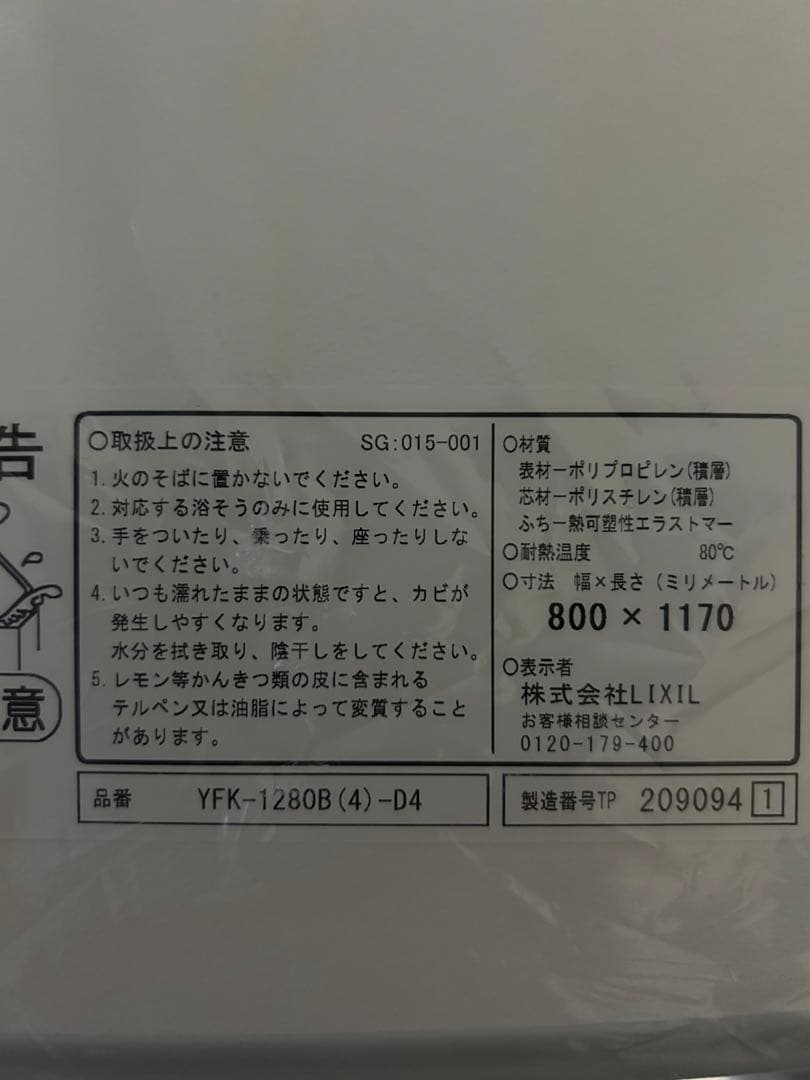 告
意
○取扱上の注意 SG:015-001
1. 火のそばに置かないでください。
2. 対応する浴そうのみに使用してください。
3. 手をついたり、乗ったり、座ったりしな
いでください。
4. いつも濡れたままの状態ですと、カビが
発生しやすくなります。
水分を拭き取り、陰干しをしてください。
5. レモン等かんきつ類の皮に含まれる
テルペン又は油脂によって変質すること
があります。
○材質
表材ーポリプロピレン(積層)
芯材ーポリスチレン(積層)
ふちー熱可塑性エラストマー
○耐熱温度 80℃
○寸法 幅×長さ(ミリメートル)
800 × 1170
○表示者
株式会社LIXIL
お客様相談センター
0120-179-400
品番 YFK-1280B(4)-D4
製造番号TP 209094 1